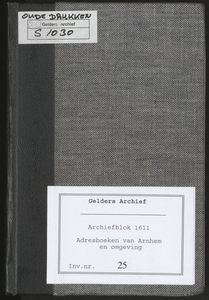 OUDE DRUKKEN
Gelders Archief
S 1030
Gelders Archief
Archiefblok 1611
Adresboeken van Arnhem
en omgeving
Inv.nr. 25